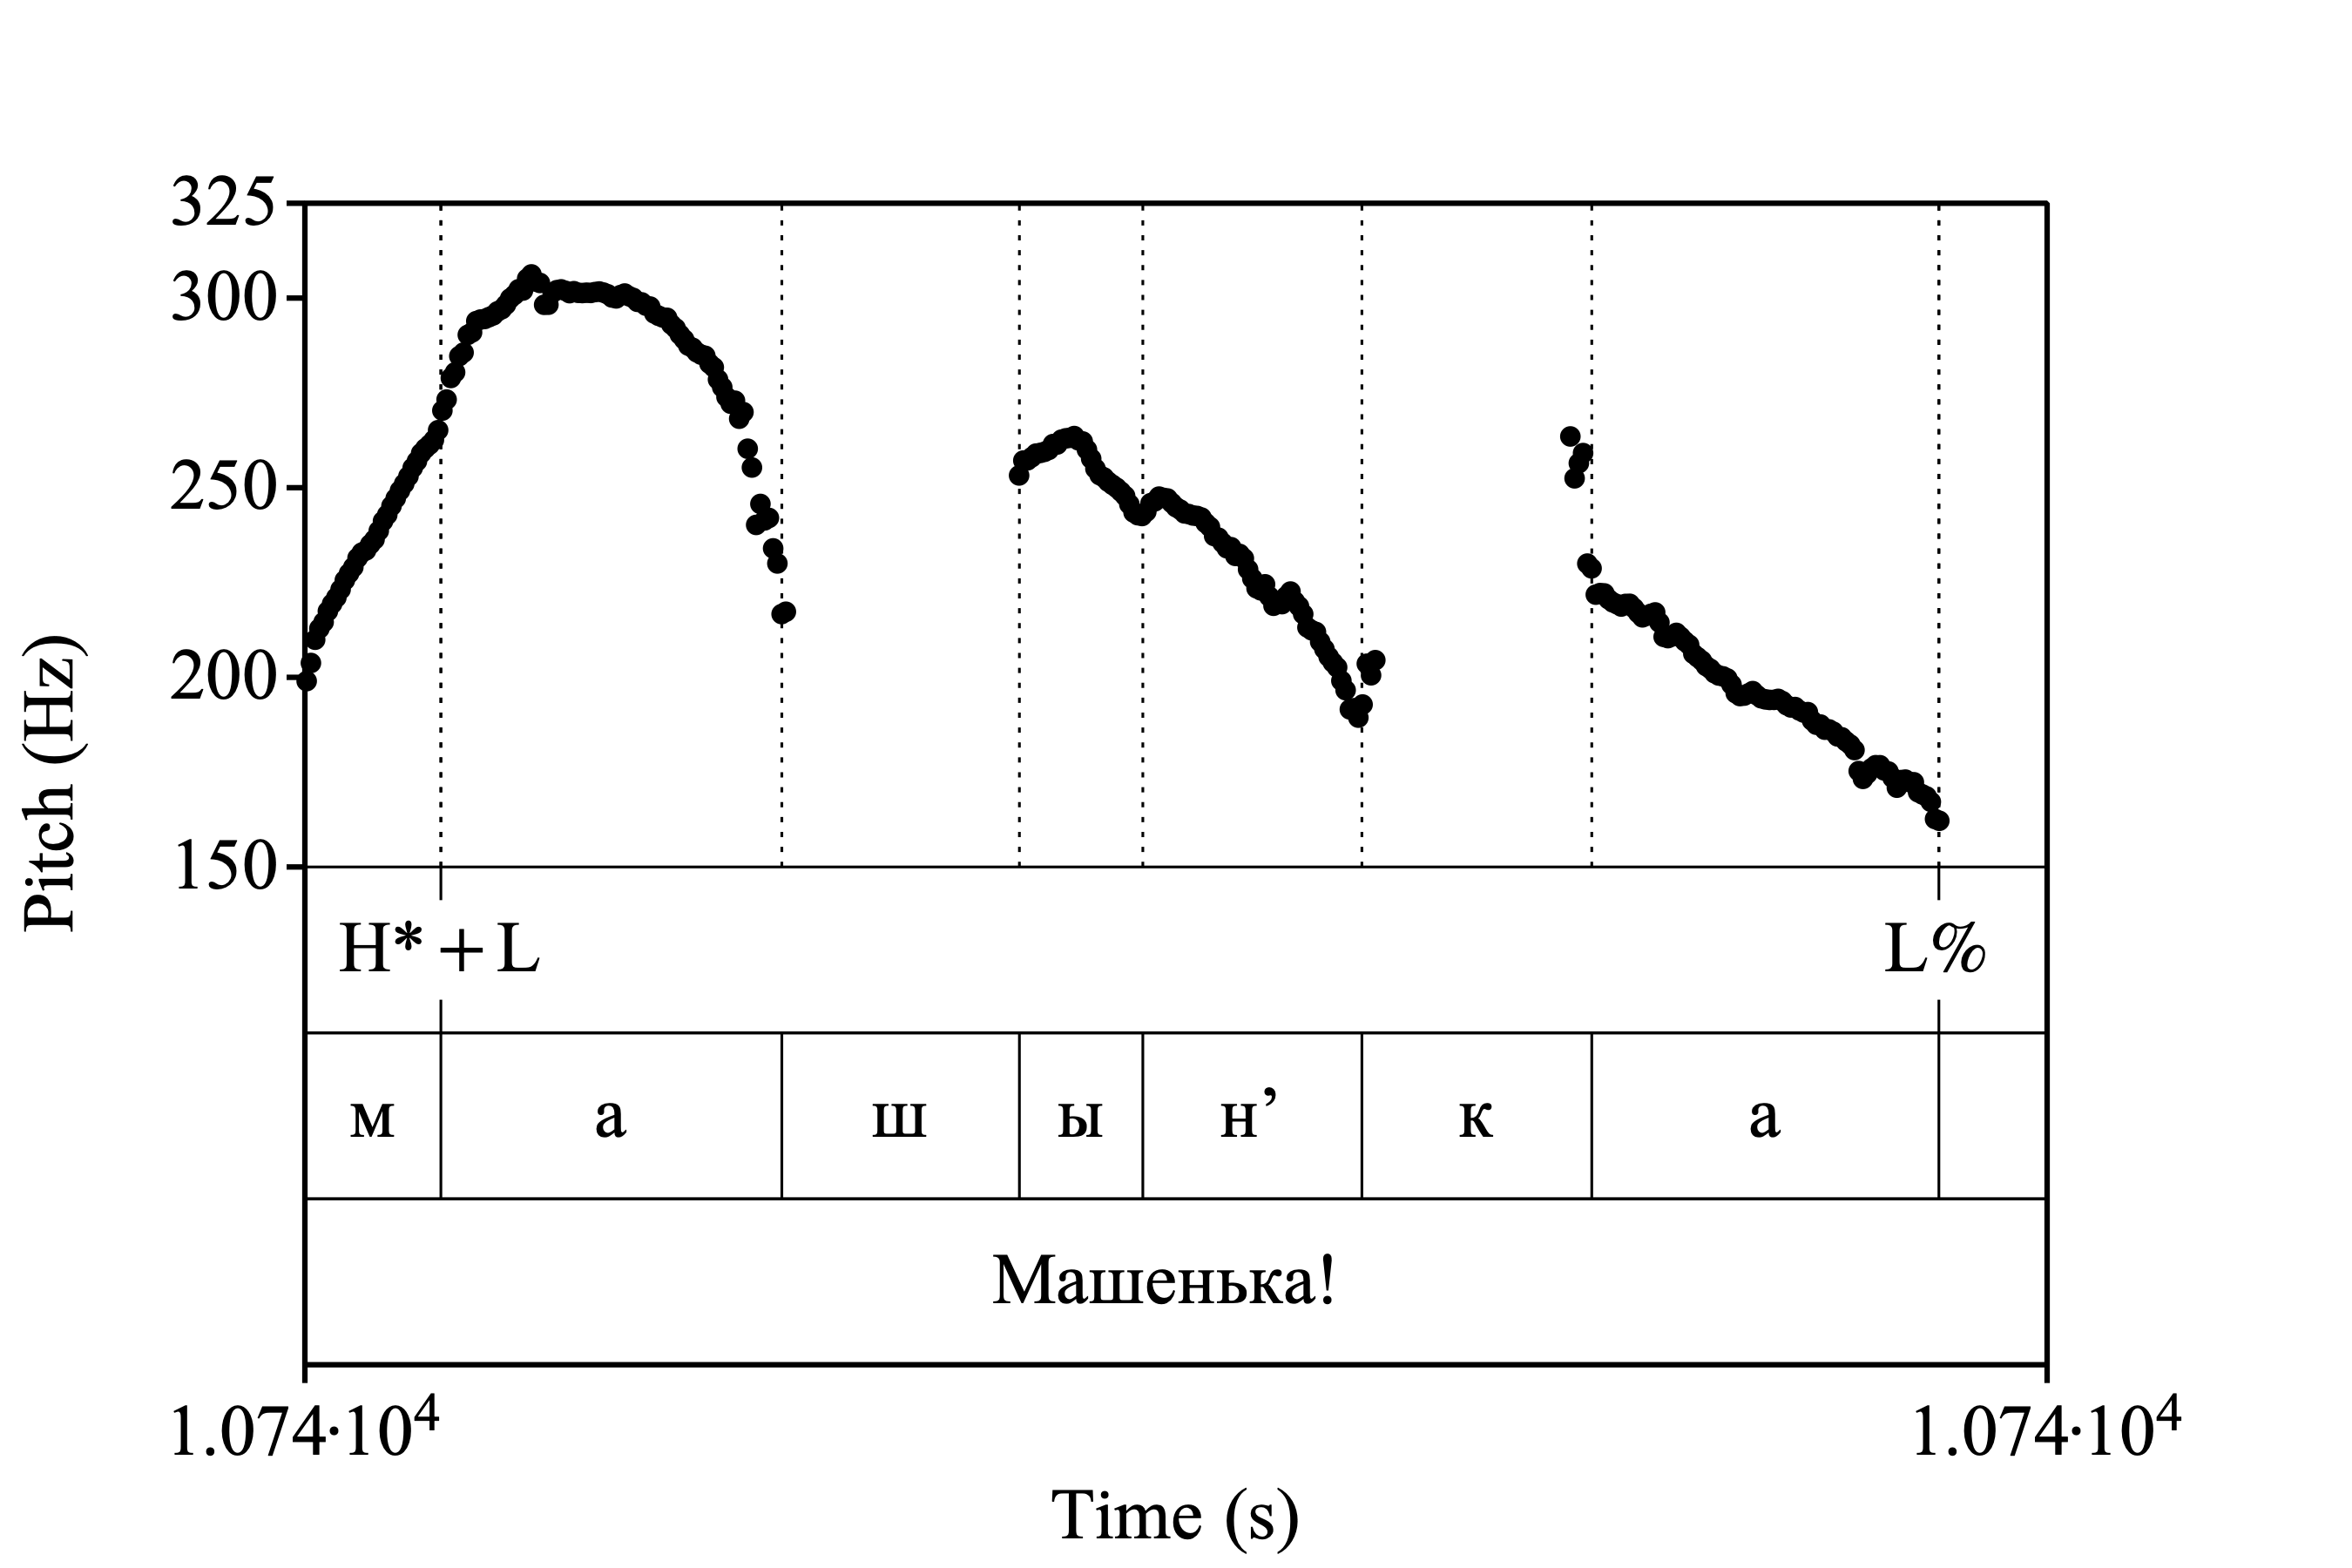 325
300
250
200
150
Pitch (Hz)
H*+L L%
м а ш ы н’ к а
Машенька!
1.074·10⁴ 1.074·10⁴
Time (s)